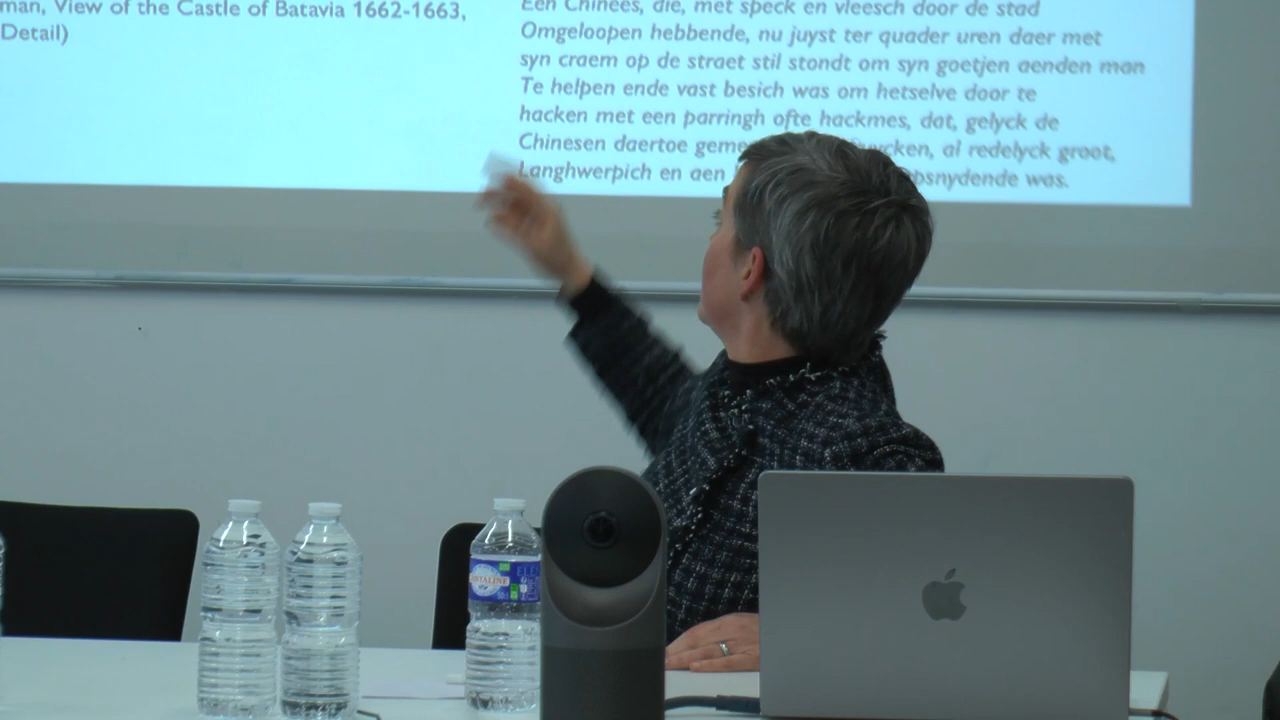 man, View of the Castle of Batavia 1662-1663,
Detail)
Een Chinees, die, met speck en vleesch door de stad
Omgeloopen hebbende, nu juyst ter quader uren daer met
syn craem op de straet stil stondt om syn goetjen aenden man
Te helpen ende vast besich was om hetselve door te
hacken met een parringh ofte hackmes, dat, gelyck de
Chinesen daertoe geme al redelyck groot,
Langhwerpich en aen opsnydende was.